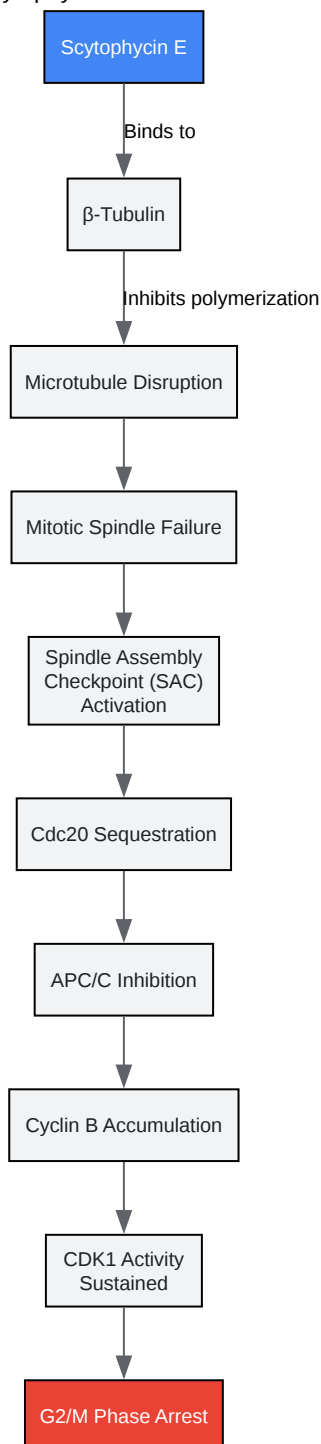 Scytophycin E
Binds to
β-Tubulin
Inhibits polymerization
Microtubule Disruption
Mitotic Spindle Failure
Spindle Assembly
Checkpoint (SAC)
Activation
Cdc20 Sequestration
APC/C Inhibition
Cyclin B Accumulation
CDK1 Activity
Sustained
G2/M Phase Arrest